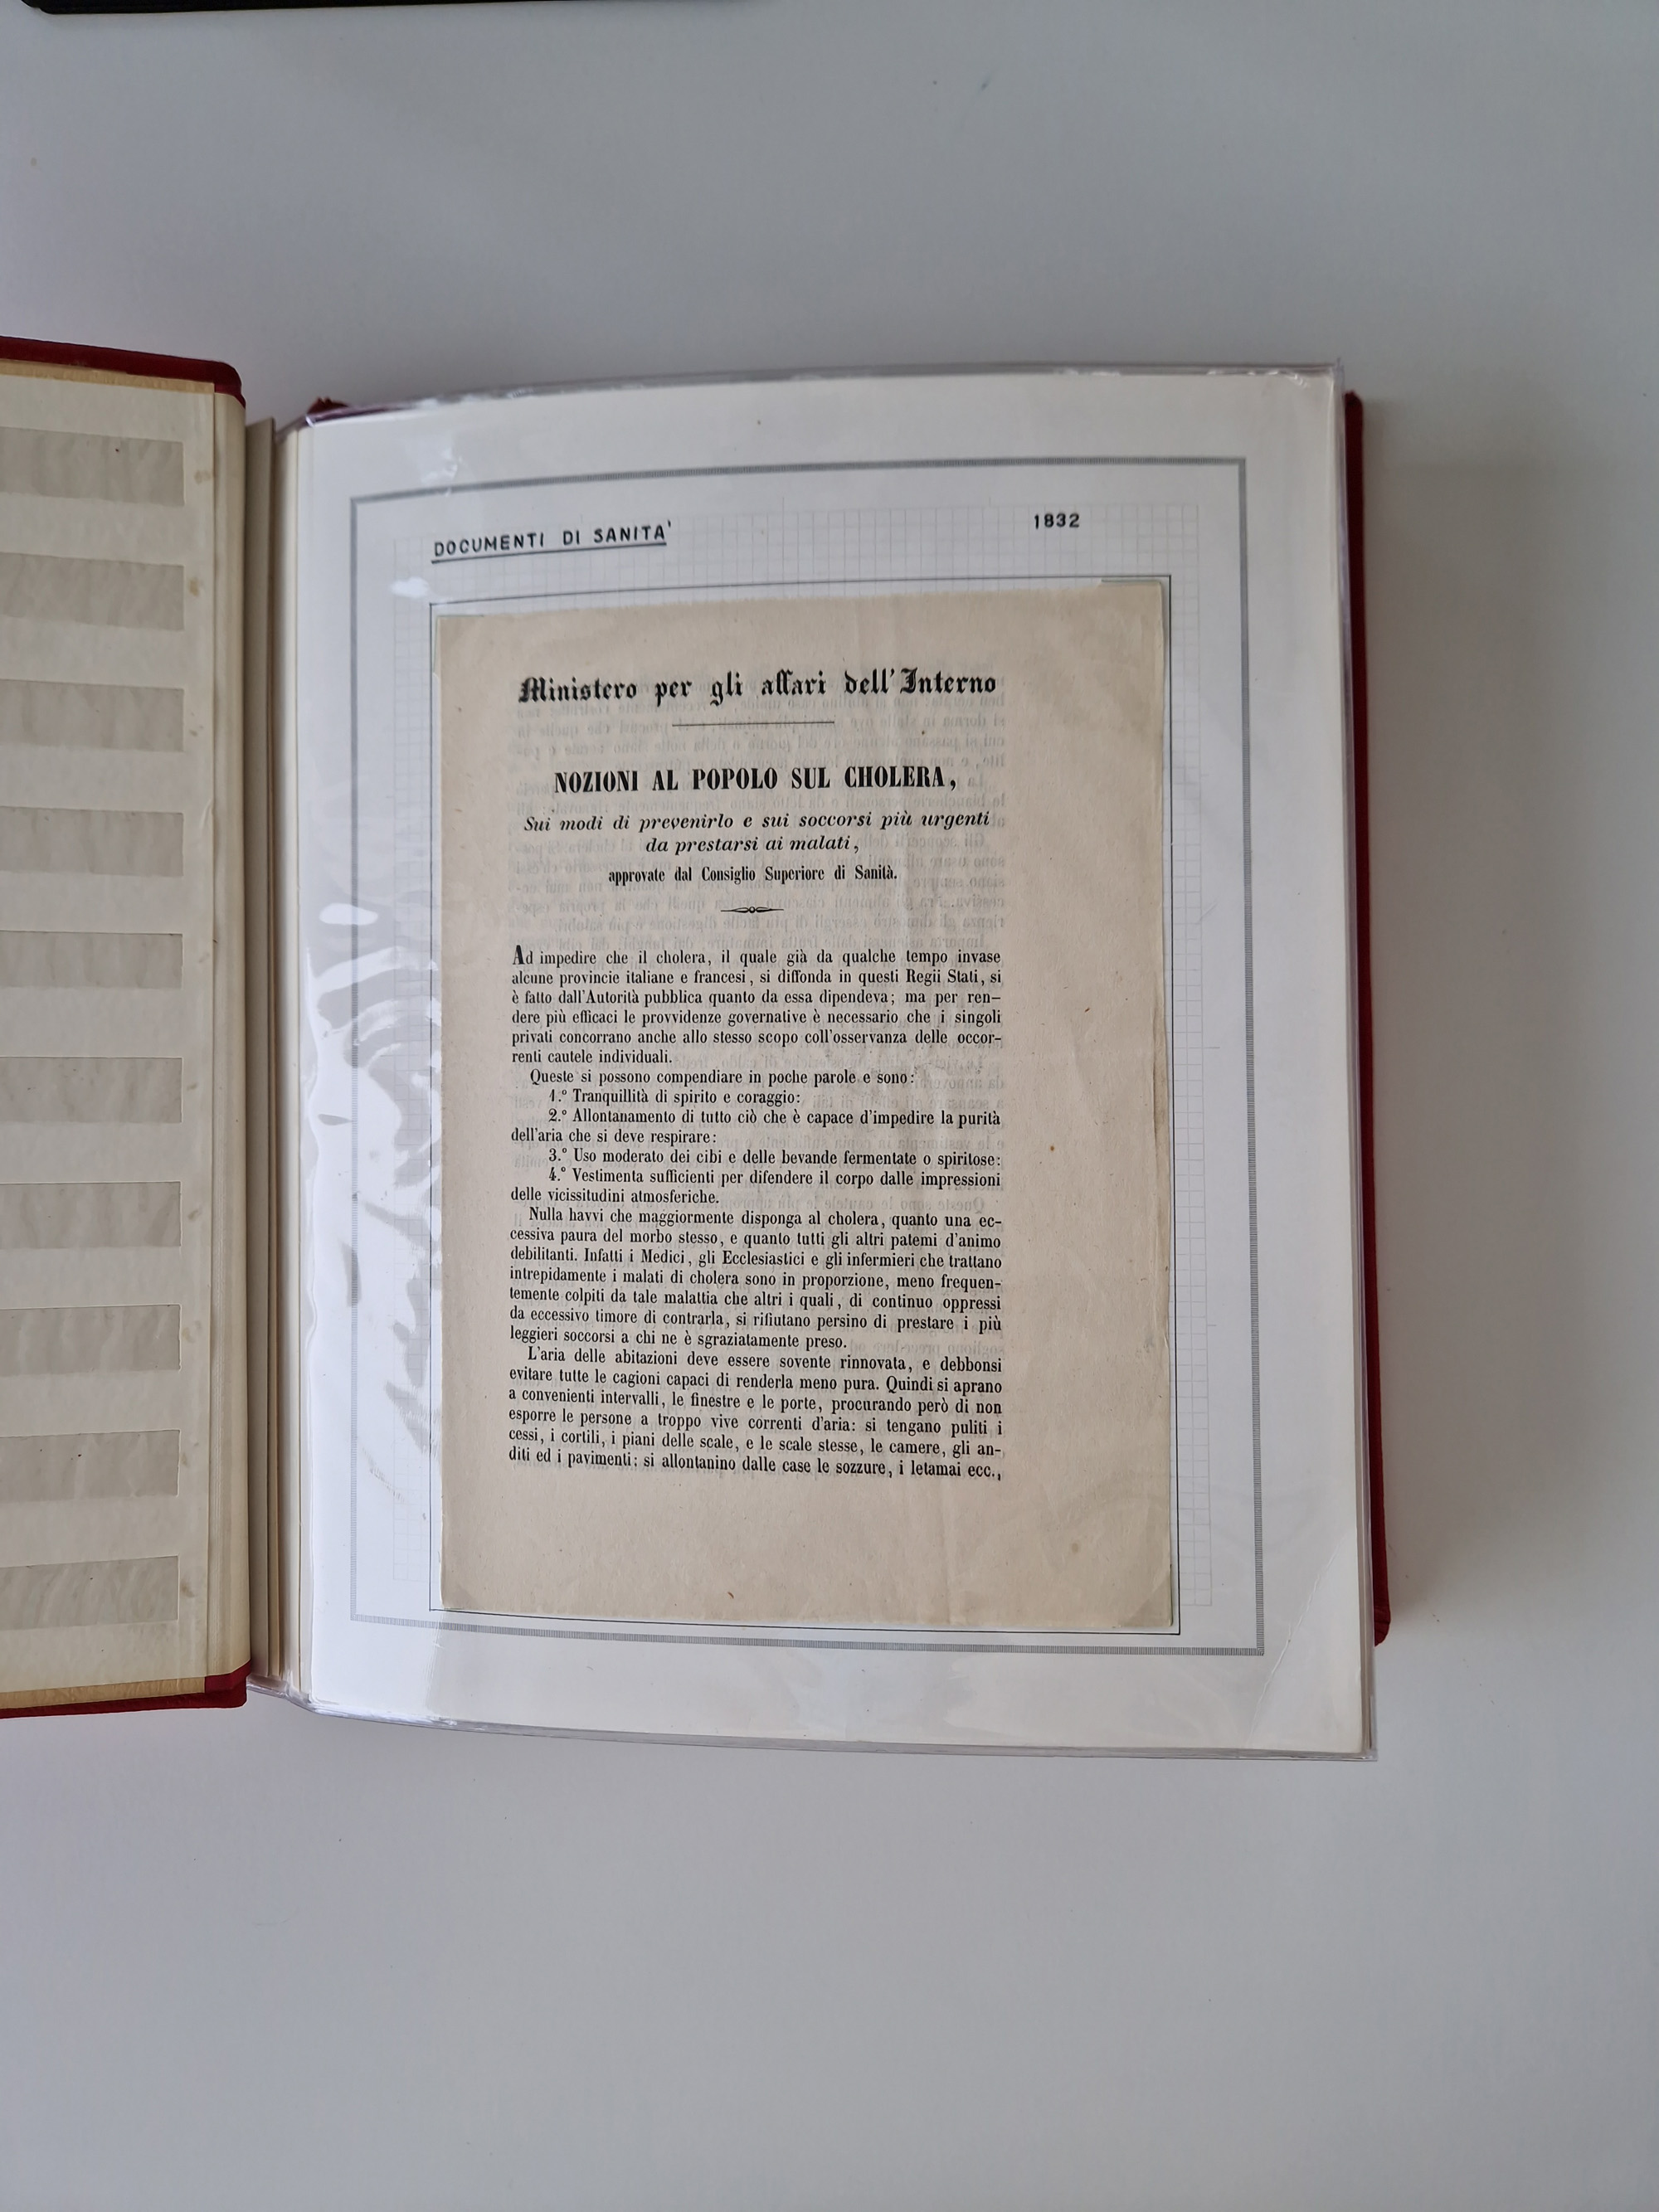 DOCUMENTI DI SANITA'
1832
Ministero per gli affari dell'Interno
NOZIONI AL POPOLO SUL CHOLERA,
Sui modi di prevenirlo e sui soccorsi più urgenti
da prestarsi ai malati,
approvate dal Consiglio Superiore di Sanità.
Ad impedire che il cholera, il quale già da qualche tempo invase
alcune provincie italiane e francesi, si diffonda in questi Regii Stati, si
è fatto dall'Autorità pubblica quanto da essa dipendeva; ma per ren–
dere più efficaci le provvidenze governative è necessario che i singoli
privati concorrano anche allo stesso scopo coll'osservanza delle occor–
renti cautele individuali.
Queste si possono compendiare in poche parole e sono:
1.° Tranquillità di spirito e coraggio:
2.° Allontanamento di tutto ciò che è capace d'impedire la purità
dell'aria che si deve respirare:
3.° Uso moderato dei cibi e delle bevande fermentate o spiritose:
4.° Vestimenta sufficienti per difendere il corpo dalle impressioni
delle vicissitudini atmosferiche.
Nulla havvi che maggiormente disponga al cholera, quanto una ec–
cessiva paura del morbo stesso, e quanto tutti gli altri patemi d'animo
debilitanti. Infatti i Medici, gli Ecclesiastici e gli infermieri che trattano
intrepidamente i malati di cholera sono in proporzione, meno frequen–
temente colpiti da tale malattia che altri i quali, di continuo oppressi
da eccessivo timore di contrarla, si rifiutano persino di prestare i più
leggieri soccorsi a chi ne è sgraziatamente preso.
L'aria delle abitazioni deve essere sovente rinnovata, e debbonsi
evitare tutte le cagioni capaci di renderla meno pura. Quindi si aprano
a convenienti intervalli, le finestre e le porte, procurando però di non
esporre le persone a troppo vive correnti d'aria: si tengano puliti i
cessi, i cortili, i piani delle scale, e le scale stesse, le camere, gli an–
diti ed i pavimenti; si allontanino dalle case le sozzure, i letamai ecc.,